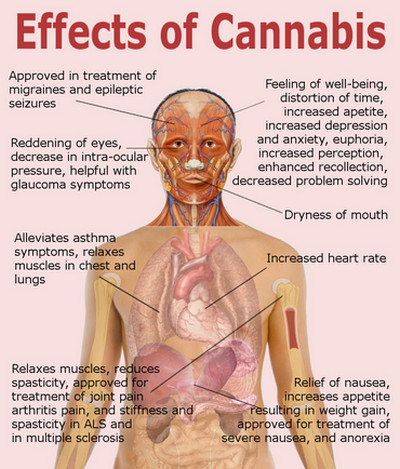 Effects of Cannabis
Approved in treatment of
migraines and epileptic
seizures
Feeling of well-being,
distortion of time,
increased apetite,
increased depression
and anxiety, euphoria,
increased perception,
enhanced recollection,
decreased problem solving
Reddening of eyes,
decrease in intra-ocular
pressure, helpful with
glaucoma symptoms
Dryness of mouth
Alleviates asthma
symptoms, relaxes
muscles in chest and
lungs
Increased heart rate
Relaxes muscles, reduces
spasticity, approved for
treatment of joint pain
arthritis pain, and stiffness and
spasticity in ALS and
in multiple sclerosis
Relief of nausea,
increases appetite
resulting in weight gain,
approved for treatment of
severe nausea, and anorexia